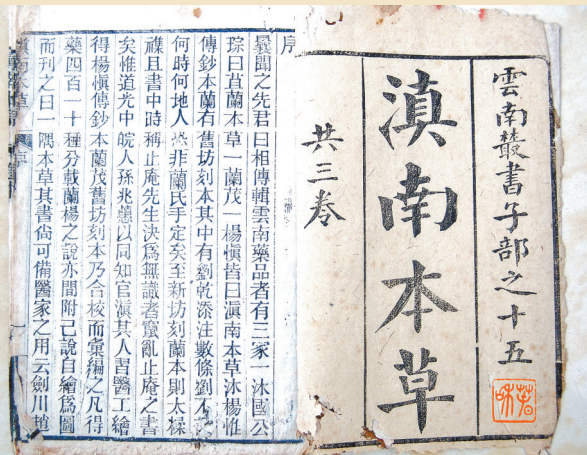 雲南叢書子部之十五
滇南本草
共三卷
序
曩聞之先君曰相傳輯雲南藥品者有三家一沐國公
琮曰苴蘭本草一蘭茂一楊愼皆曰滇南本草沐楊惟
傳鈔本蘭有舊坊刻本其中有劉乾添注數條劉不
何時何地人恐非蘭氏手定矣至新坊刻蘭本則太糅
襍且書中時稱止庵先生決爲無識者竄亂止庵之書
矣惟道光中皖人孫兆蕙以同知官滇其人習醫工繪
得楊愼傳鈔本蘭茂舊坊刻本乃合校而彙編之凡得
藥四百一十種分載蘭楊之說亦間附己說自繪爲圖
而刊之曰一隅本草其書尙可備醫家之用云劍川趙